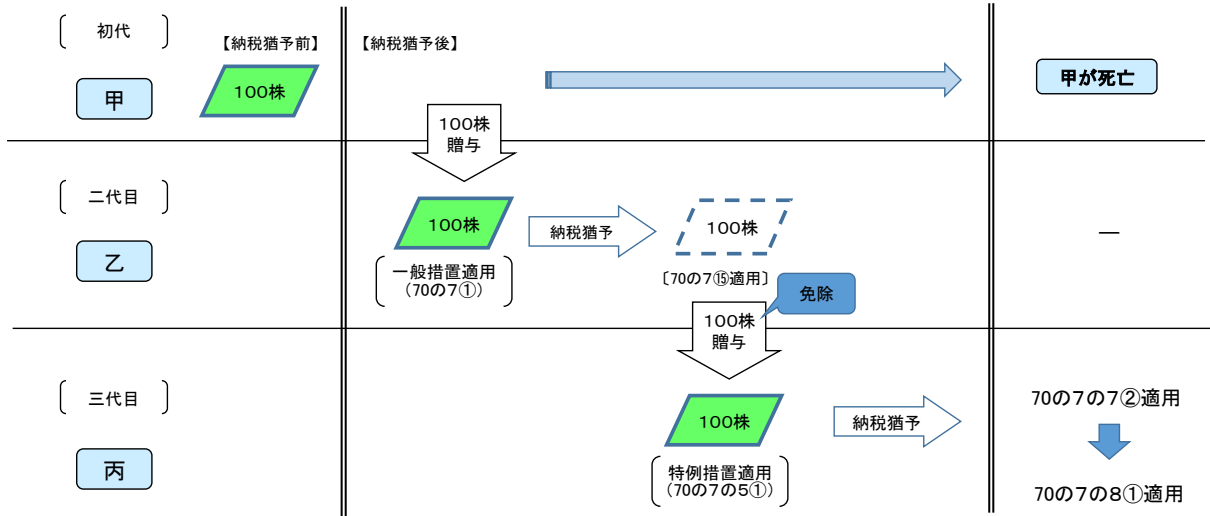 初代
【納税猶予前】
【納税猶予後】
甲
100株
甲が死亡
100株
贈与
二代目
100株
納税猶予
100株
―
乙
一般措置適用
(70の7①)
〔70の7⑮適用〕
免除
100株
贈与
三代目
100株
納税猶予
70の7の7②適用
丙
特例措置適用
(70の7の5①)
70の7の8①適用